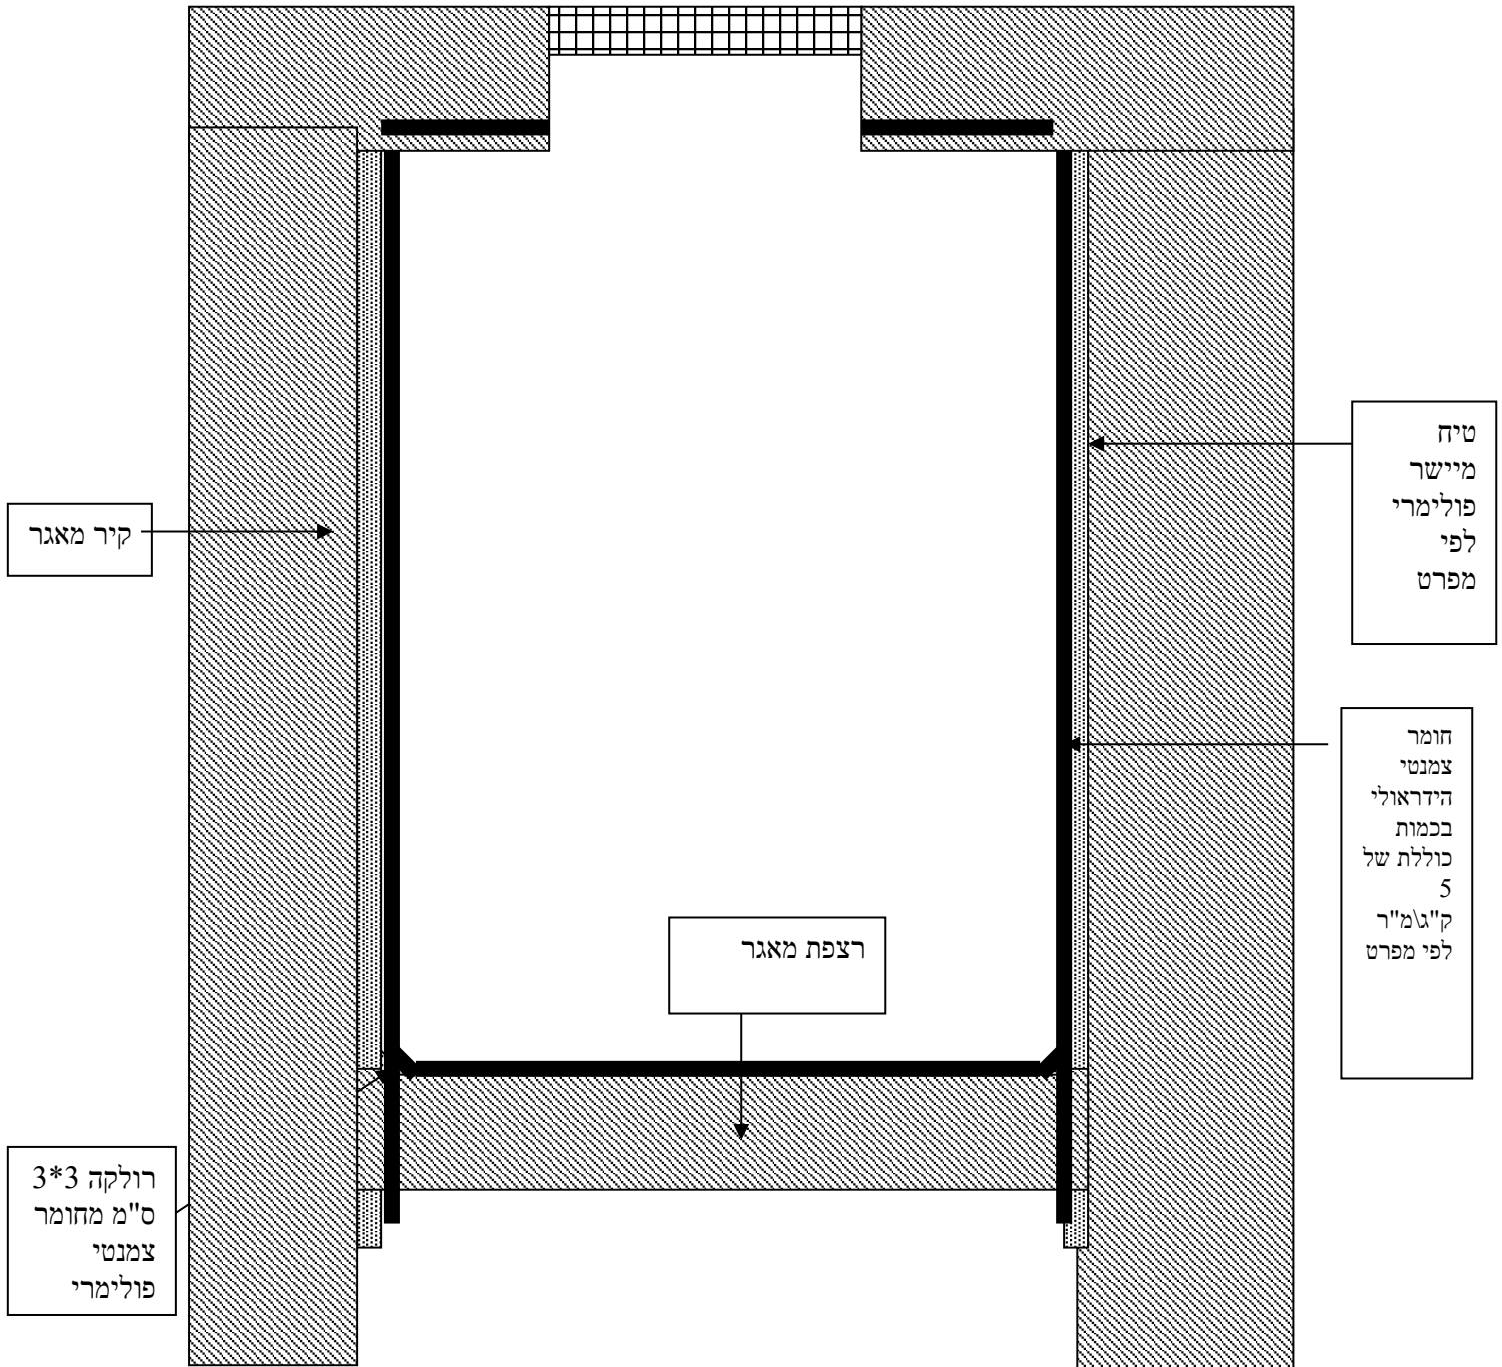 טיח
מיישר
פולימרי
לפי
מפרט
קיר מאגר
חומר
צמנטי
הידראולי
בכמות
כוללת של
5
ק"ג\מ"ר
לפי מפרט
רצפת מאגר
רולקה 3*3
ס"מ מחומר
צמנטי
פולימרי